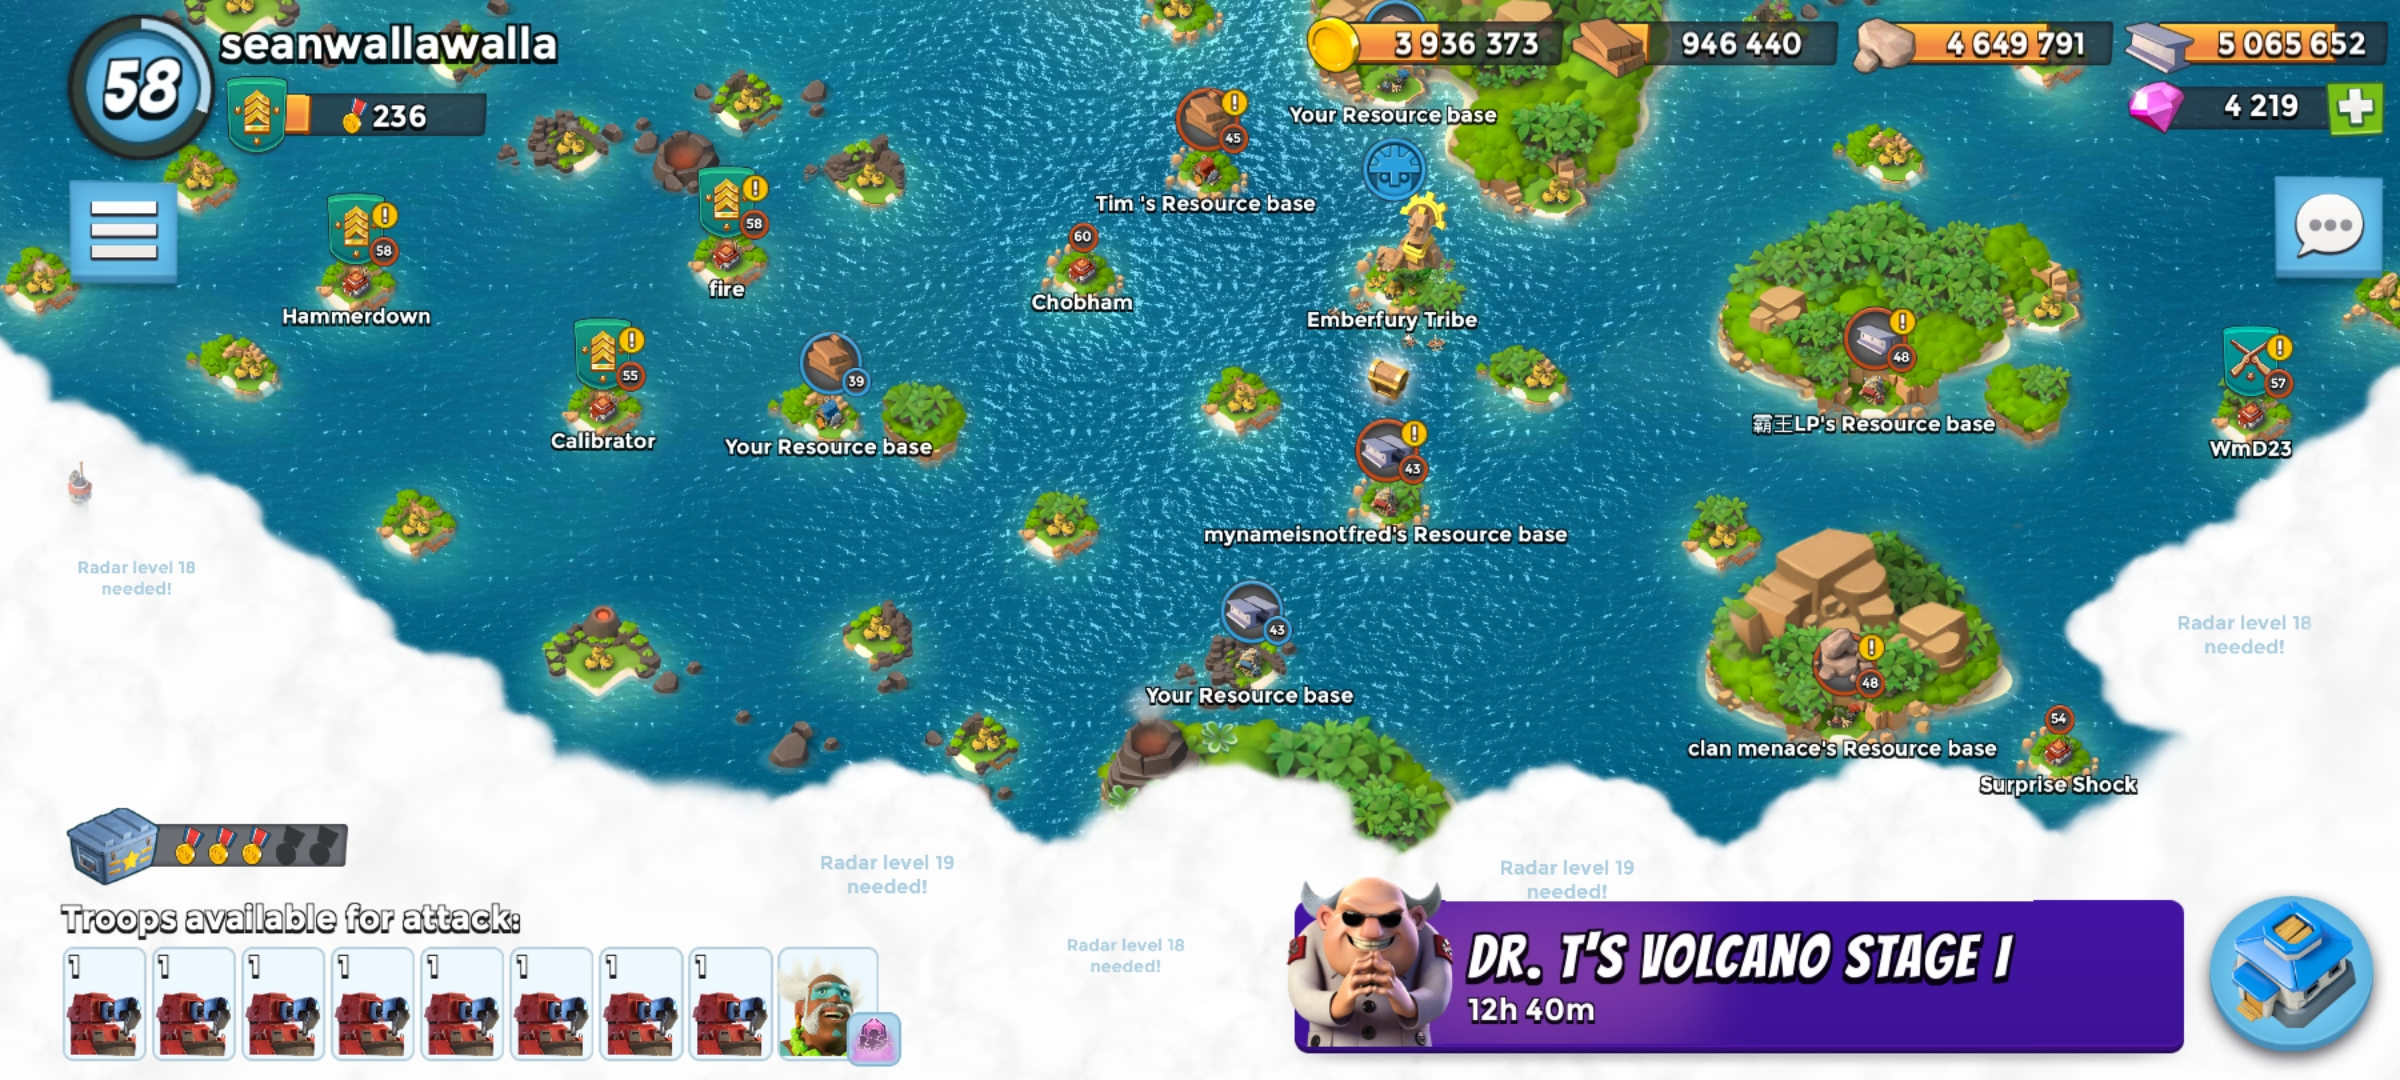 58
seanwallawalla
236
3 936 373
946 440
4 649 791
5 065 652
4 219
Your Resource base
45
Tim 's Resource base
58
Hammerdown
58
fire
60
Chobham
Emberfury Tribe
55
Calibrator
39
Your Resource base
48
霸王LP's Resource base
57
WmD23
43
mynameisnotfred's Resource base
43
Your Resource base
48
clan menace's Resource base
54
Surprise Shock
Radar level 18
needed!
Radar level 18
needed!
Radar level 19
needed!
Radar level 19
needed!
Radar level 18
needed!
Troops available for attack:
1
1
1
1
1
1
1
1
DR. T'S VOLCANO STAGE I
12h 40m